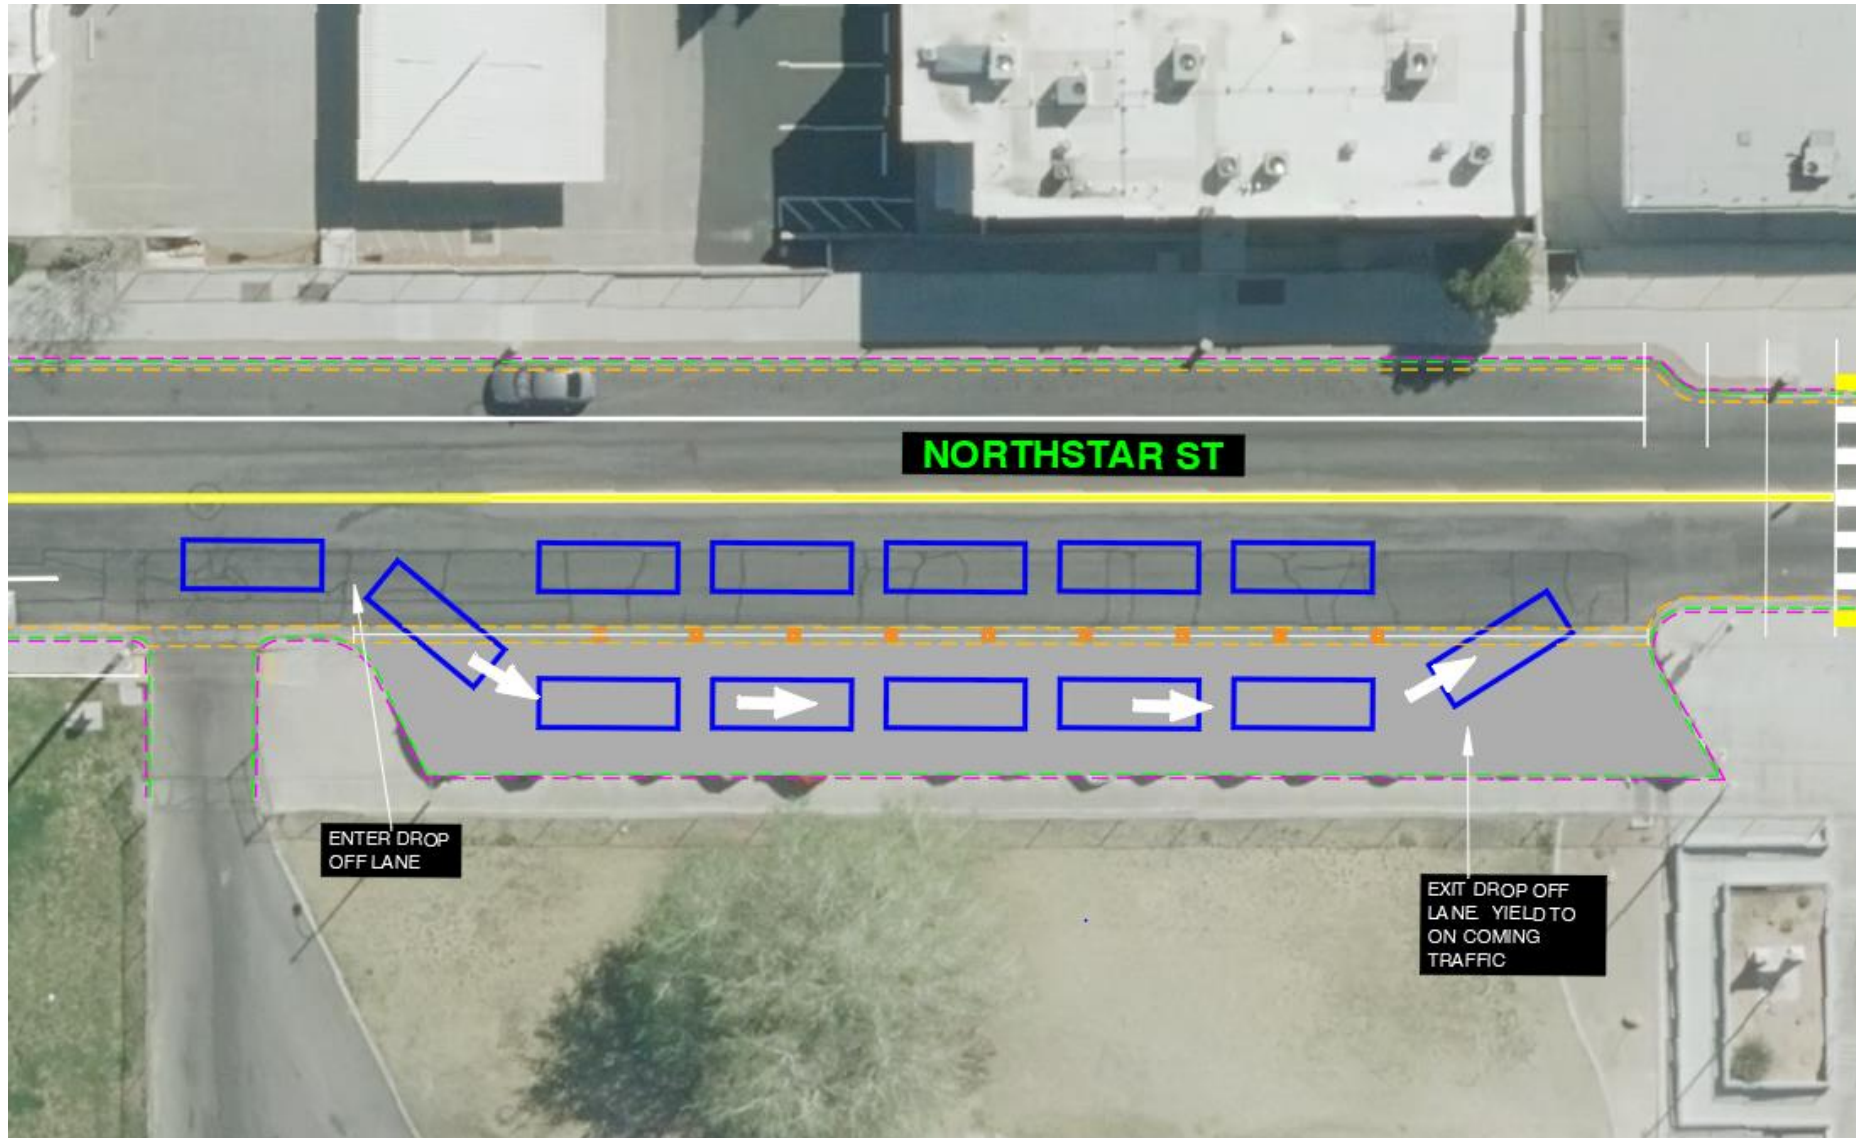 NORTHSTAR ST
ENTER DROP
OFF LANE
EXIT DROP OFF
LANE YIELD TO
ON COMING
TRAFFIC